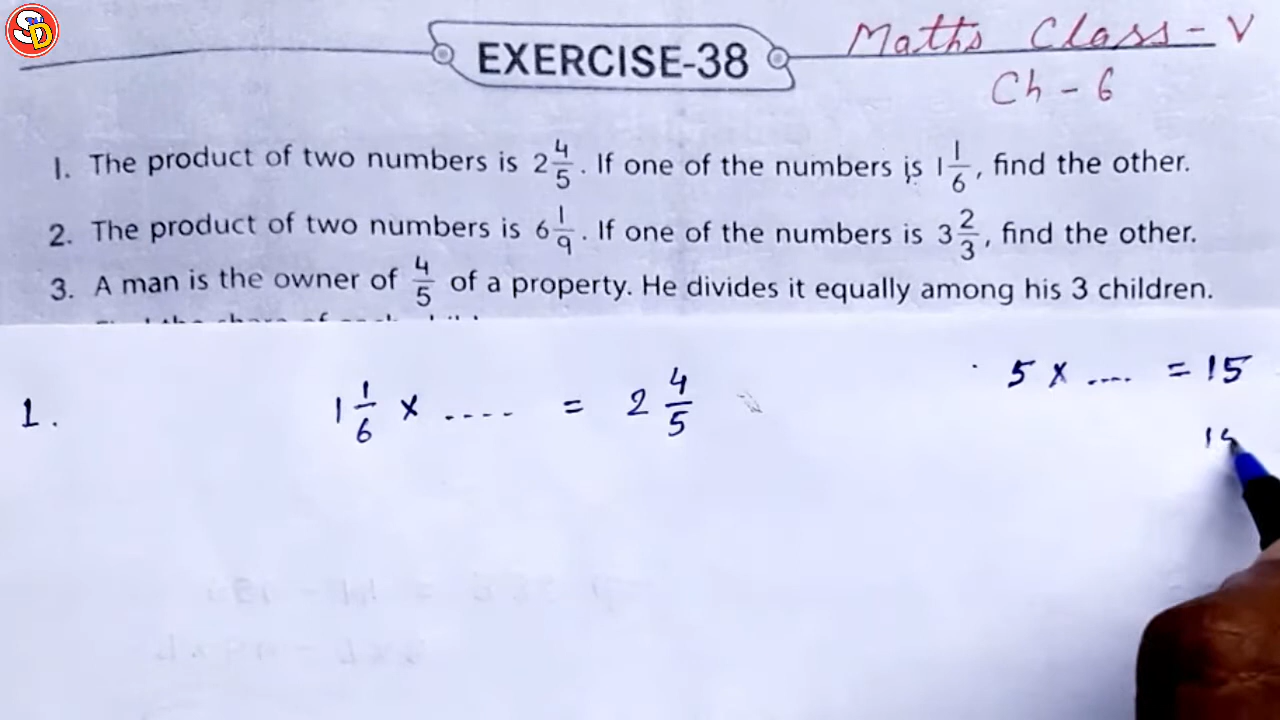 SD
EXERCISE-38
Maths Class - V
Ch - 6
1. The product of two numbers is 2 4/5. If one of the numbers is 1 1/6, find the other.
2. The product of two numbers is 6 1/9. If one of the numbers is 3 2/3, find the other.
3. A man is the owner of 4/5 of a property. He divides it equally among his 3 children.
5 × .... = 15
1. 1 1/6 × .... = 2 4/5